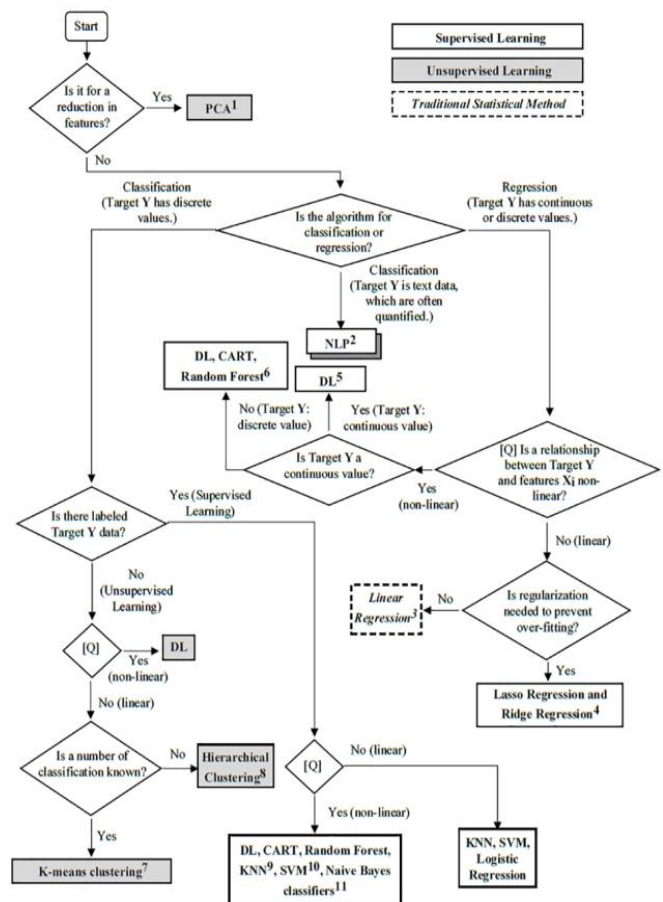 Start
Supervised Learning
Unsupervised Learning
Traditional Statistical Method
Is it for a
reduction in
features?
Yes
PCA1
No
Classification
(Target Y has discrete
values.)
Regression
(Target Y has continuous
or discrete values.)
Is the algorithm for
classification or
regression?
Classification
(Target Y is text data,
which are often
quantified.)
NLP2
DL, CART,
Random Forest6
DL5
No (Target Y:
discrete value)
Yes (Target Y:
continuous value)
Is Target Y a
continuous value?
Yes
(non-linear)
[Q] Is a relationship
between Target Y
and features Xi non-
linear?
No (linear)
Is there labeled
Target Y data?
Yes (Supervised
Learning)
Is regularization
needed to prevent
over-fitting?
No
Linear
Regression3
Yes
Lasso Regression and
Ridge Regression4
No
(Unsupervised
Learning)
[Q]
Yes
(non-linear)
DL
No (linear)
Is a number of
classification known?
No
Hierarchical
Clustering8
Yes
K-means clustering7
[Q]
No (linear)
Yes (non-linear)
DL, CART, Random Forest,
KNN9, SVM10, Naive Bayes
classifiers11
KNN, SVM,
Logistic
Regression